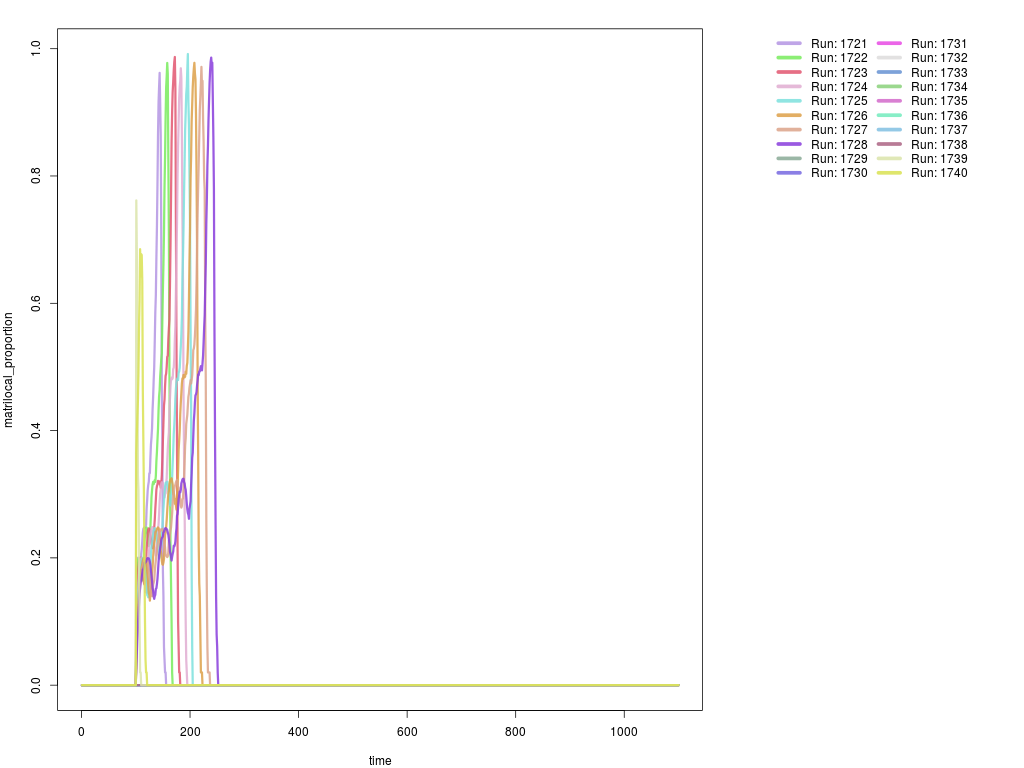 1.0
0.8
0.6
0.4
0.2
0.0
matrilocal_proportion
0
200
400
600
800
1000
time
Run: 1721
Run: 1722
Run: 1723
Run: 1724
Run: 1725
Run: 1726
Run: 1727
Run: 1728
Run: 1729
Run: 1730
Run: 1731
Run: 1732
Run: 1733
Run: 1734
Run: 1735
Run: 1736
Run: 1737
Run: 1738
Run: 1739
Run: 1740